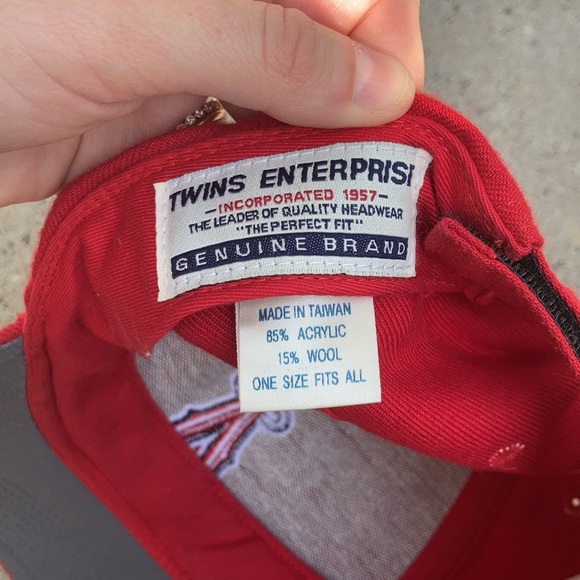 TWINS ENTERPRISE
-INCORPORATED 1957-
THE LEADER OF QUALITY HEADWEAR
"THE PERFECT FIT"
GENUINE BRAND
MADE IN TAIWAN
85% ACRYLIC
15% WOOL
ONE SIZE FITS ALL